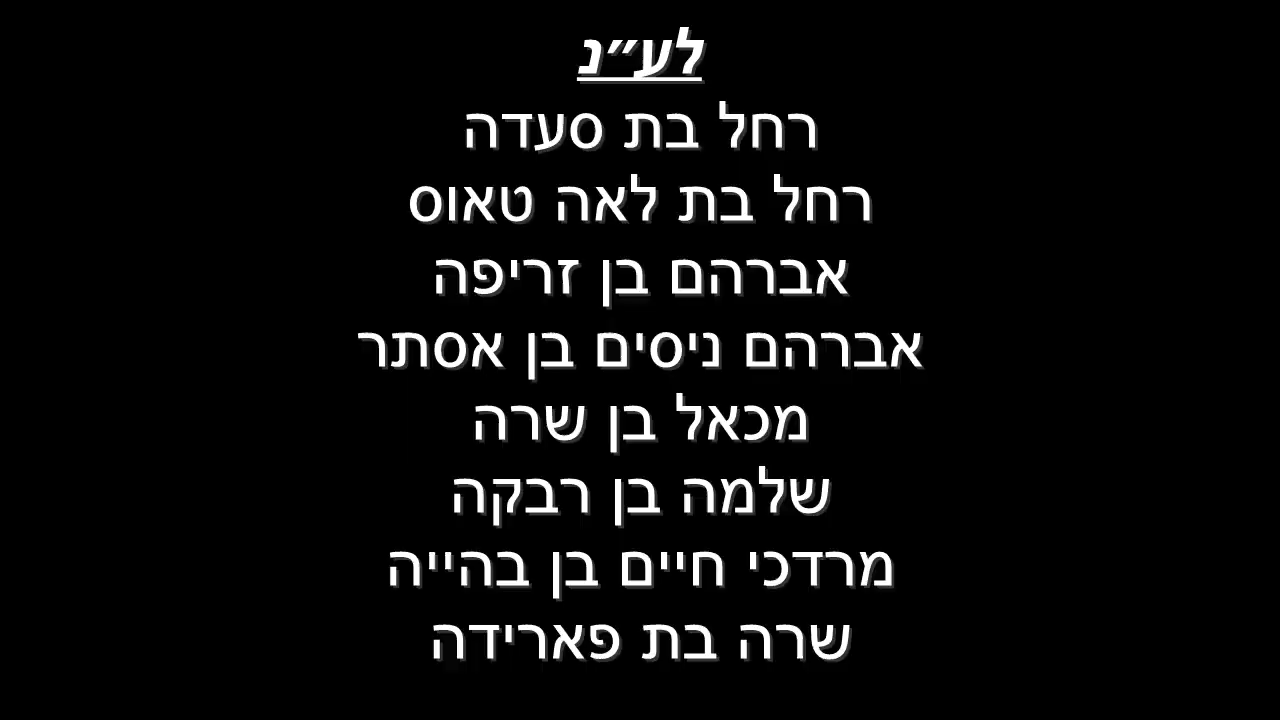 לע״נ
רחל בת סעדה
רחל בת לאה טאוס
אברהם בן זריפה
אברהם ניסים בן אסתר
מכאל בן שרה
שלמה בן רבקה
מרדכי חיים בן בהייה
שרה בת פארידה